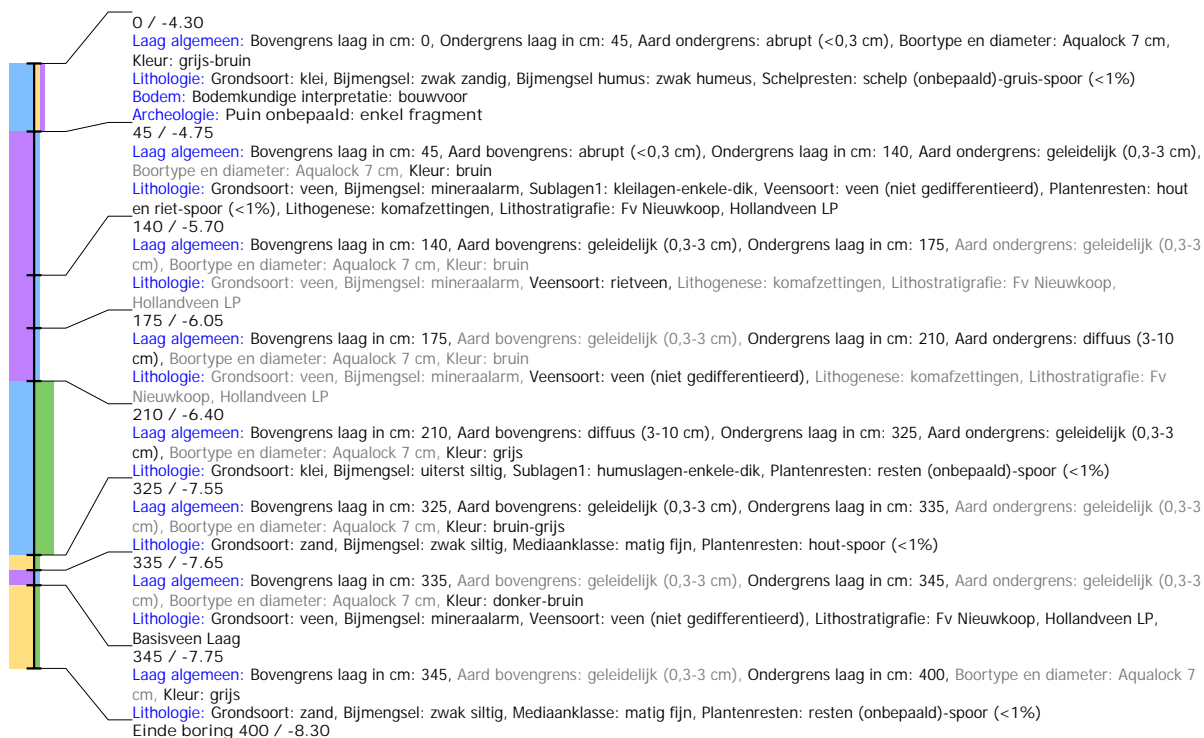 0 / -4.30
Laag algemeen: Bovengrens laag in cm: 0, Ondergrens laag in cm: 45, Aard ondergrens: abrupt (<0,3 cm), Boortype en diameter: Aqualock 7 cm,
Kleur: grijs-bruin
Lithologie: Grondsoort: klei, Bijmengsel: zwak zandig, Bijmengsel humus: zwak humeus, Schelpresten: schelp (onbepaald)-gruis-spoor (<1%)
Bodem: Bodemkundige interpretatie: bouwvoor
Archeologie: Puin onbepaald: enkel fragment
45 / -4.75
Laag algemeen: Bovengrens laag in cm: 45, Aard bovengrens: abrupt (<0,3 cm), Ondergrens laag in cm: 140, Aard ondergrens: geleidelijk (0,3-3 cm),
Boortype en diameter: Aqualock 7 cm, Kleur: bruin
Lithologie: Grondsoort: veen, Bijmengsel: mineraalarm, Sublagen1: kleilagen-enkele-dik, Veensoort: veen (niet gedifferentieerd), Plantenresten: hout
en riet-spoor (<1%), Lithogenese: komafzettingen, Lithostratigrafie: Fv Nieuwkoop, Hollandveen LP
140 / -5.70
Laag algemeen: Bovengrens laag in cm: 140, Aard bovengrens: geleidelijk (0,3-3 cm), Ondergrens laag in cm: 175, Aard ondergrens: geleidelijk (0,3-3
cm), Boortype en diameter: Aqualock 7 cm, Kleur: bruin
Lithologie: Grondsoort: veen, Bijmengsel: mineraalarm, Veensoort: rietveen, Lithogenese: komafzettingen, Lithostratigrafie: Fv Nieuwkoop,
Hollandveen LP
175 / -6.05
Laag algemeen: Bovengrens laag in cm: 175, Aard bovengrens: geleidelijk (0,3-3 cm), Ondergrens laag in cm: 210, Aard ondergrens: diffuus (3-10
cm), Boortype en diameter: Aqualock 7 cm, Kleur: bruin
Lithologie: Grondsoort: veen, Bijmengsel: mineraalarm, Veensoort: veen (niet gedifferentieerd), Lithogenese: komafzettingen, Lithostratigrafie: Fv
Nieuwkoop, Hollandveen LP
210 / -6.40
Laag algemeen: Bovengrens laag in cm: 210, Aard bovengrens: diffuus (3-10 cm), Ondergrens laag in cm: 325, Aard ondergrens: geleidelijk (0,3-3
cm), Boortype en diameter: Aqualock 7 cm, Kleur: grijs
Lithologie: Grondsoort: klei, Bijmengsel: uiterst siltig, Sublagen1: humuslagen-enkele-dik, Plantenresten: resten (onbepaald)-spoor (<1%)
325 / -7.55
Laag algemeen: Bovengrens laag in cm: 325, Aard bovengrens: geleidelijk (0,3-3 cm), Ondergrens laag in cm: 335, Aard ondergrens: geleidelijk (0,3-3
cm), Boortype en diameter: Aqualock 7 cm, Kleur: bruin-grijs
Lithologie: Grondsoort: zand, Bijmengsel: zwak siltig, Mediaanklasse: matig fijn, Plantenresten: hout-spoor (<1%)
335 / -7.65
Laag algemeen: Bovengrens laag in cm: 335, Aard bovengrens: geleidelijk (0,3-3 cm), Ondergrens laag in cm: 345, Aard ondergrens: geleidelijk (0,3-3
cm), Boortype en diameter: Aqualock 7 cm, Kleur: donker-bruin
Lithologie: Grondsoort: veen, Bijmengsel: mineraalarm, Veensoort: veen (niet gedifferentieerd), Lithostratigrafie: Fv Nieuwkoop, Hollandveen LP,
Basisveen Laag
345 / -7.75
Laag algemeen: Bovengrens laag in cm: 345, Aard bovengrens: geleidelijk (0,3-3 cm), Ondergrens laag in cm: 400, Boortype en diameter: Aqualock 7
cm, Kleur: grijs
Lithologie: Grondsoort: zand, Bijmengsel: zwak siltig, Mediaanklasse: matig fijn, Plantenresten: resten (onbepaald)-spoor (<1%)
Einde boring 400 / -8.30